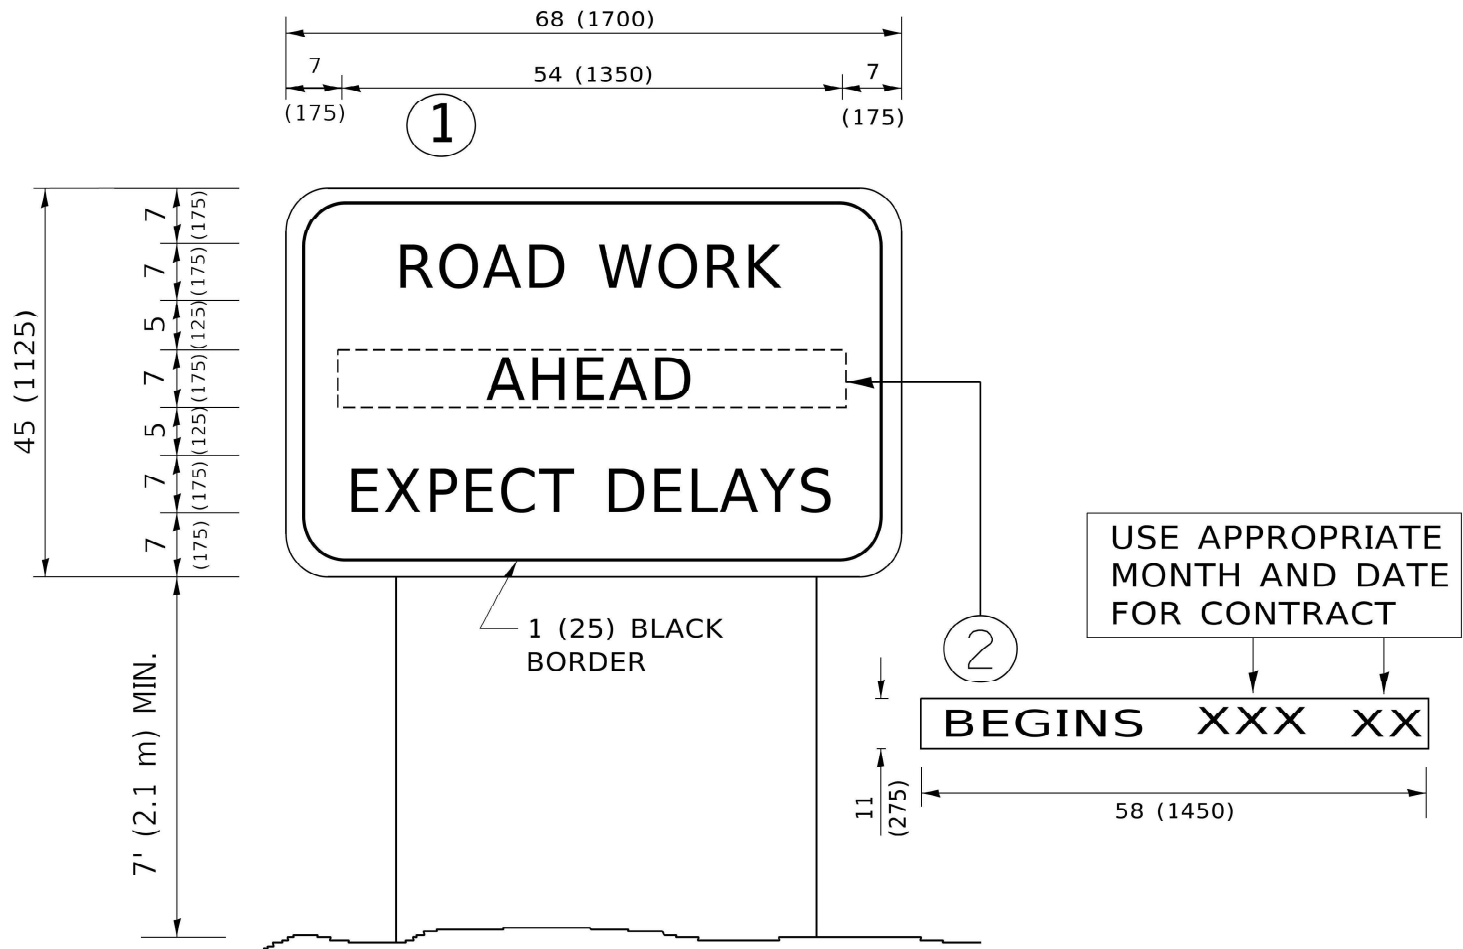 68 (1700)
7
54 (1350)
7
(175)
(175)
1
7
(175)
7
(175)
5
(125)
7
(175)
5
(125)
7
(175)
7
(175)
45 (1125)
ROAD WORK
AHEAD
EXPECT DELAYS
1 (25) BLACK
BORDER
7' (2.1 m) MIN.
2
USE APPROPRIATE
MONTH AND DATE
FOR CONTRACT
BEGINS XXX XX
11
(275)
58 (1450)